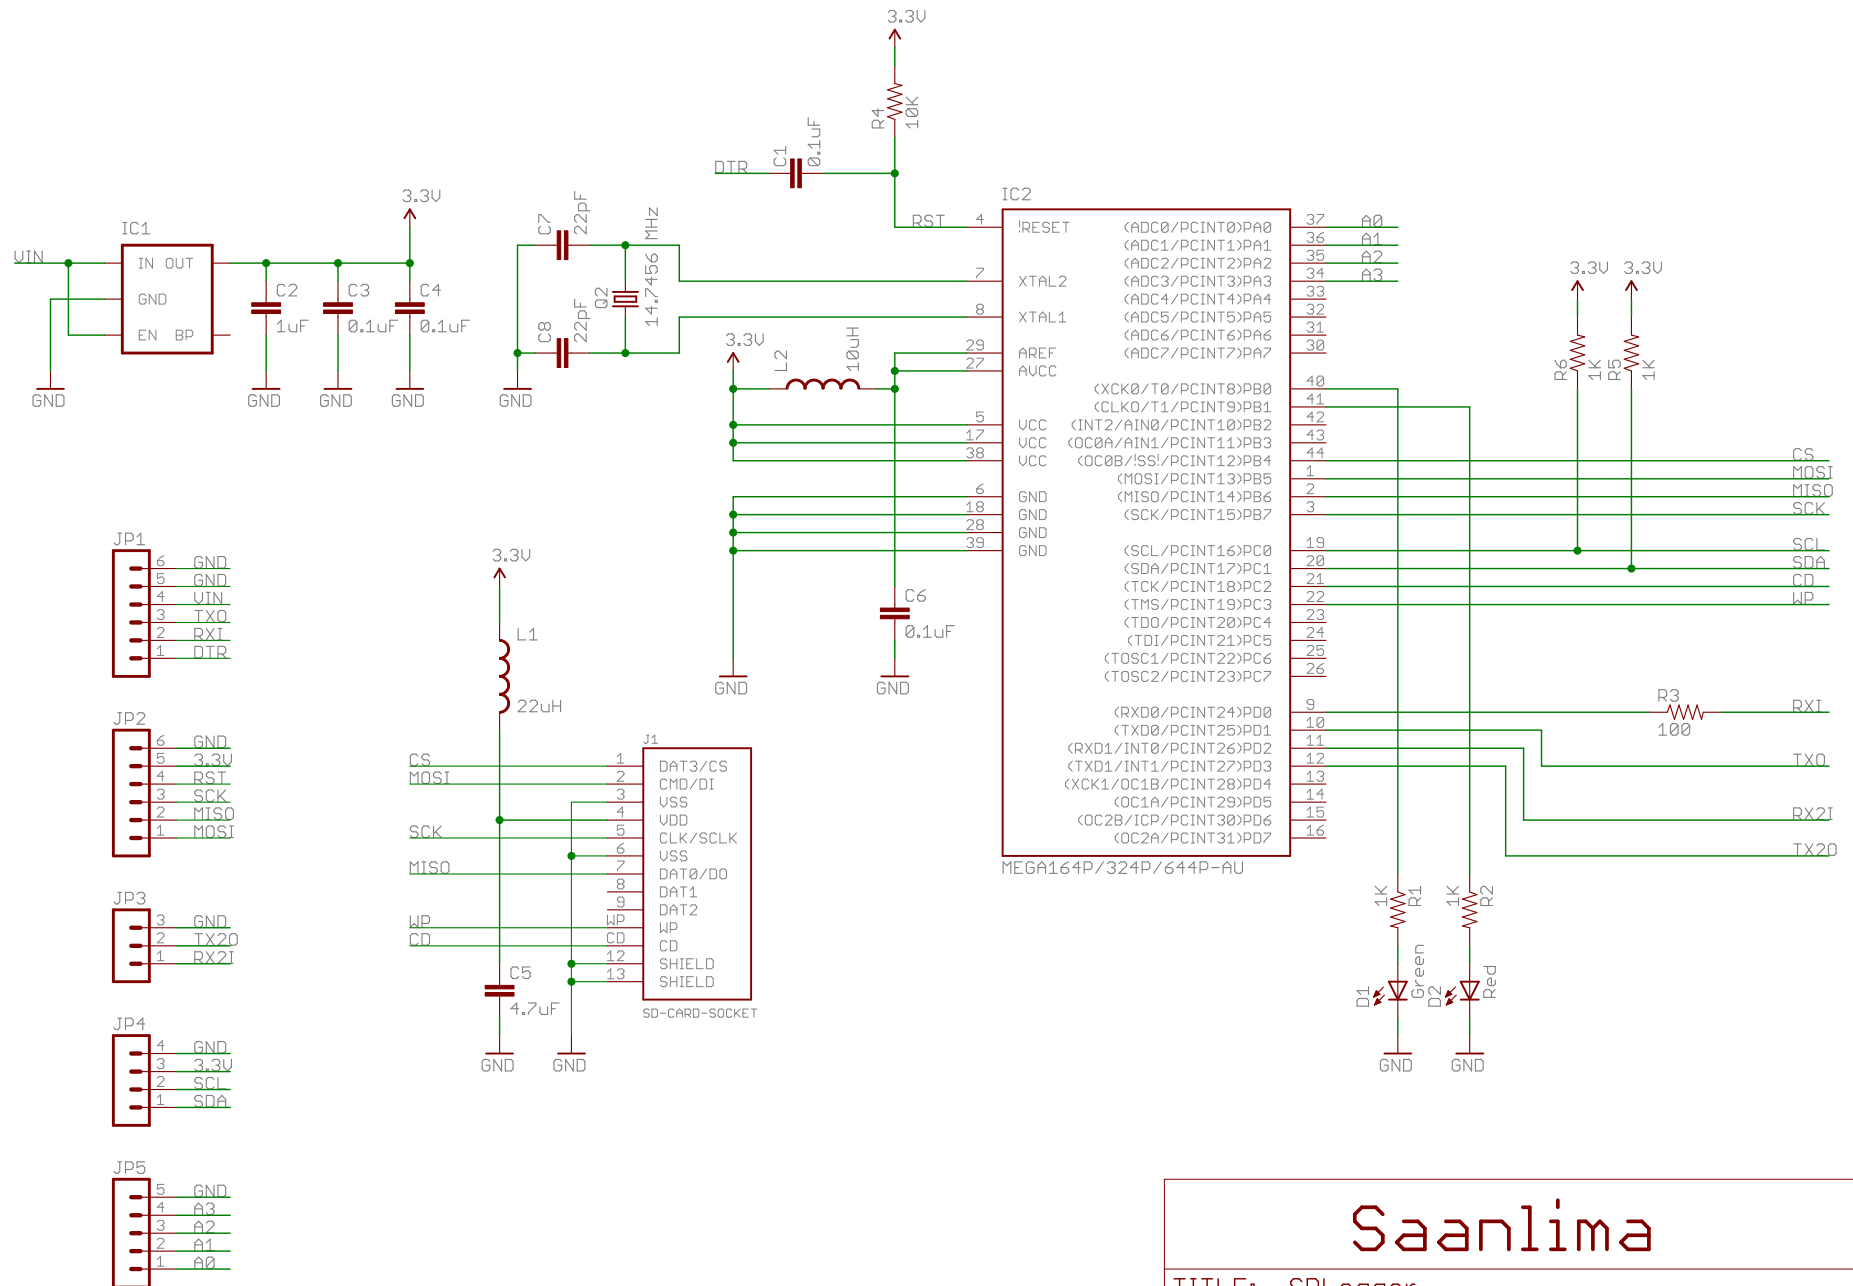 3.3V
R4
10K
DTR
C1
0.1uF
RST
IC1
VIN
IN OUT
GND
EN BP
3.3V
C2
1uF
C3
0.1uF
C4
0.1uF
GND
GND
GND
GND
C7
22pF
C8
22pF
Q2
14.7456 MHz
GND
3.3V
L2
10uH
C6
0.1uF
GND
GND
IC2
4 !RESET
7 XTAL2
8 XTAL1
29 AREF
27 AVCC
5 VCC
17 VCC
38 VCC
6 GND
18 GND
28 GND
39 GND
(ADC0/PCINT0)PA0 37 A0
(ADC1/PCINT1)PA1 36 A1
(ADC2/PCINT2)PA2 35 A2
(ADC3/PCINT3)PA3 34 A3
(ADC4/PCINT4)PA4 33
(ADC5/PCINT5)PA5 32
(ADC6/PCINT6)PA6 31
(ADC7/PCINT7)PA7 30
(XCK0/T0/PCINT8)PB0 40
(CLKO/T1/PCINT9)PB1 41
(INT2/AIN0/PCINT10)PB2 42
(OC0A/AIN1/PCINT11)PB3 43
(OC0B/!SS!/PCINT12)PB4 44 CS
(MOSI/PCINT13)PB5 1 MOSI
(MISO/PCINT14)PB6 2 MISO
(SCK/PCINT15)PB7 3 SCK
(SCL/PCINT16)PC0 19 SCL
(SDA/PCINT17)PC1 20 SDA
(TCK/PCINT18)PC2 21 CD
(TMS/PCINT19)PC3 22 WP
(TDO/PCINT20)PC4 23
(TDI/PCINT21)PC5 24
(TOSC1/PCINT22)PC6 25
(TOSC2/PCINT23)PC7 26
(RXD0/PCINT24)PD0 9
(TXD0/PCINT25)PD1 10
(RXD1/INT0/PCINT26)PD2 11
(TXD1/INT1/PCINT27)PD3 12
(XCK1/OC1B/PCINT28)PD4 13
(OC1A/PCINT29)PD5 14
(OC2B/ICP/PCINT30)PD6 15
(OC2A/PCINT31)PD7 16
MEGA164P/324P/644P-AU
3.3V 3.3V
R6
1K
R5
1K
R3
100
RXI
TXO
RX2I
TX2O
1K
R1
1K
R2
D1
Green
D2
Red
GND
GND
JP1
6 GND
5 GND
4 VIN
3 TXO
2 RXI
1 DTR
JP2
6 GND
5 3.3V
4 RST
3 SCK
2 MISO
1 MOSI
JP3
3 GND
2 TX2O
1 RX2I
JP4
4 GND
3 3.3V
2 SCL
1 SDA
JP5
5 GND
4 A3
3 A2
2 A1
1 A0
3.3V
L1
22uH
C5
4.7uF
GND
GND
J1
CS 1 DAT3/CS
MOSI 2 CMD/DI
3 VSS
4 VDD
SCK 5 CLK/SCLK
6 VSS
MISO 7 DAT0/DO
8 DAT1
9 DAT2
WP WP WP
CD CD CD
12 SHIELD
13 SHIELD
SD-CARD-SOCKET
Saanlima
TITLE: SDLogger